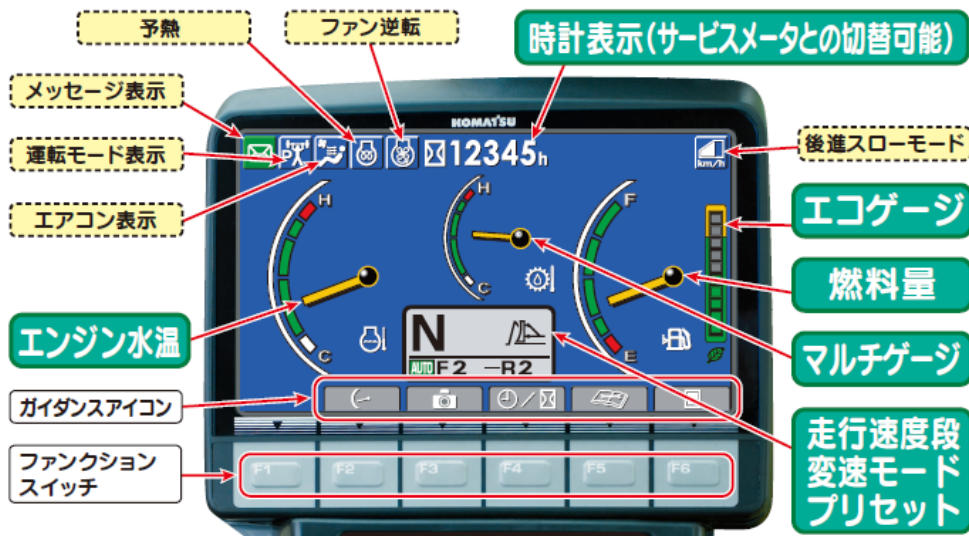 予熱
ファン逆転
時計表示(サービスメータとの切替可能)
メッセージ表示
運転モード表示
エアコン表示
KOMATSU
P
12345h
km/h
後進スローモード
エコゲージ
燃料量
マルチゲージ
エンジン水温
H
C
H
C
F
E
N
AUTO F2 −R2
ガイダンスアイコン
ファンクション
スイッチ
F1 F2 F3 F4 F5 F6
走行速度段
変速モード
プリセット